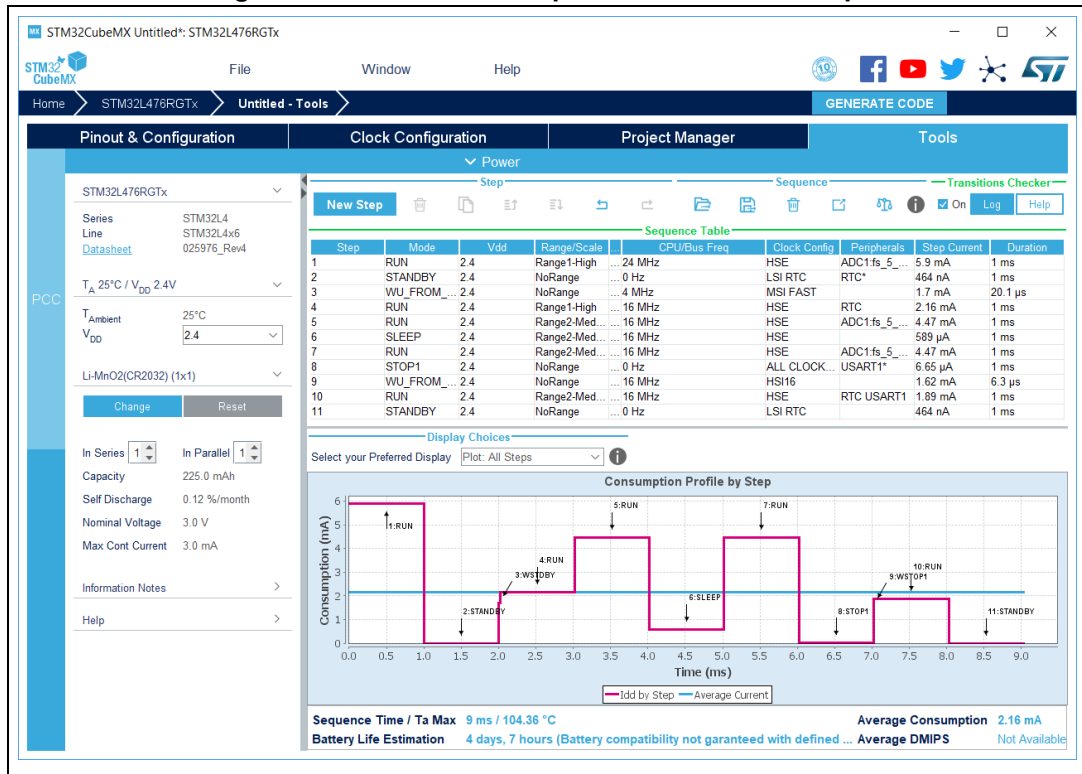 STM32CubeMX Untitled*: STM32L476RGTx
STM32 CubeMX File Window Help
Home STM32L476RGTx Untitled - Tools GENERATE CODE
Pinout & Configuration Clock Configuration Project Manager Tools
Power
PCC
STM32L476RGTx
Series STM32L4
Line STM32L4x6
Datasheet 025976_Rev4
TA 25°C / VDD 2.4V
TAmbient 25°C
VDD 2.4
Li-MnO2(CR2032) (1x1)
Change Reset
In Series 1 In Parallel 1
Capacity 225.0 mAh
Self Discharge 0.12 %/month
Nominal Voltage 3.0 V
Max Cont Current 3.0 mA
Information Notes
Help
Step Sequence Transitions Checker
New Step On Log Help
Sequence Table
Step Mode Vdd Range/Scale ... CPU/Bus Freq Clock Config Peripherals Step Current Duration
1 RUN 2.4 Range1-High ... 24 MHz HSE ADC1:fs_5_... 5.9 mA 1 ms
2 STANDBY 2.4 NoRange ... 0 Hz LSI RTC RTC* 464 nA 1 ms
3 WU_FROM_... 2.4 NoRange ... 4 MHz MSI FAST 1.7 mA 20.1 µs
4 RUN 2.4 Range1-High ... 16 MHz HSE RTC 2.16 mA 1 ms
5 RUN 2.4 Range2-Med... ... 16 MHz HSE ADC1:fs_5_... 4.47 mA 1 ms
6 SLEEP 2.4 Range2-Med... ... 16 MHz HSE 589 µA 1 ms
7 RUN 2.4 Range2-Med... ... 16 MHz HSE ADC1:fs_5_... 4.47 mA 1 ms
8 STOP1 2.4 NoRange ... 0 Hz ALL CLOCK... USART1* 6.65 µA 1 ms
9 WU_FROM_... 2.4 NoRange ... 16 MHz HSI16 1.62 mA 6.3 µs
10 RUN 2.4 Range2-Med... ... 16 MHz HSE RTC USART1 1.89 mA 1 ms
11 STANDBY 2.4 NoRange ... 0 Hz LSI RTC 464 nA 1 ms
Display Choices
Select your Preferred Display Plot: All Steps
Consumption Profile by Step
Consumption (mA)
6
5
4
3
2
1
0
1:RUN
2:STANDBY
3:WSTDBY
4:RUN
5:RUN
6:SLEEP
7:RUN
8:STOP1
9:WSTOP1
10:RUN
11:STANDBY
0.0 0.5 1.0 1.5 2.0 2.5 3.0 3.5 4.0 4.5 5.0 5.5 6.0 6.5 7.0 7.5 8.0 8.5 9.0
Time (ms)
Idd by Step Average Current
Sequence Time / Ta Max 9 ms / 104.36 °C Average Consumption 2.16 mA
Battery Life Estimation 4 days, 7 hours (Battery compatibility not garanteed with defined ... Average DMIPS Not Available